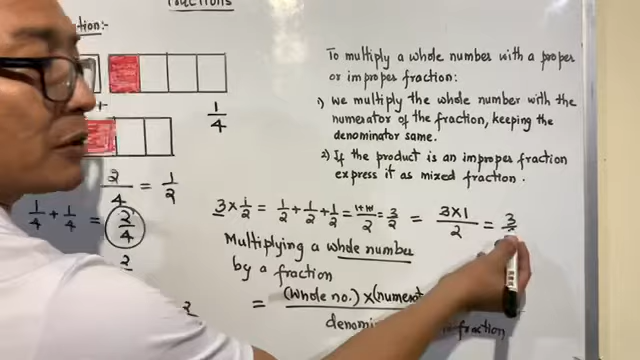 Fractions
tion:-
+
1/4
2/4 = 1/2
1/4 + 1/4 = 2/4
To multiply a whole number with a proper
or improper fraction:
1) We multiply the whole number with the
numerator of the fraction, keeping the
denominator same.
2) If the product is an improper fraction
express it as mixed fraction.
3 × 1/2 = 1/2 + 1/2 + 1/2 = 1+1+1/2 = 3/2 = 3×1/2 = 3/2
Multiplying a whole number
by a fraction
= (Whole no.) × (numerat
denomi fraction.